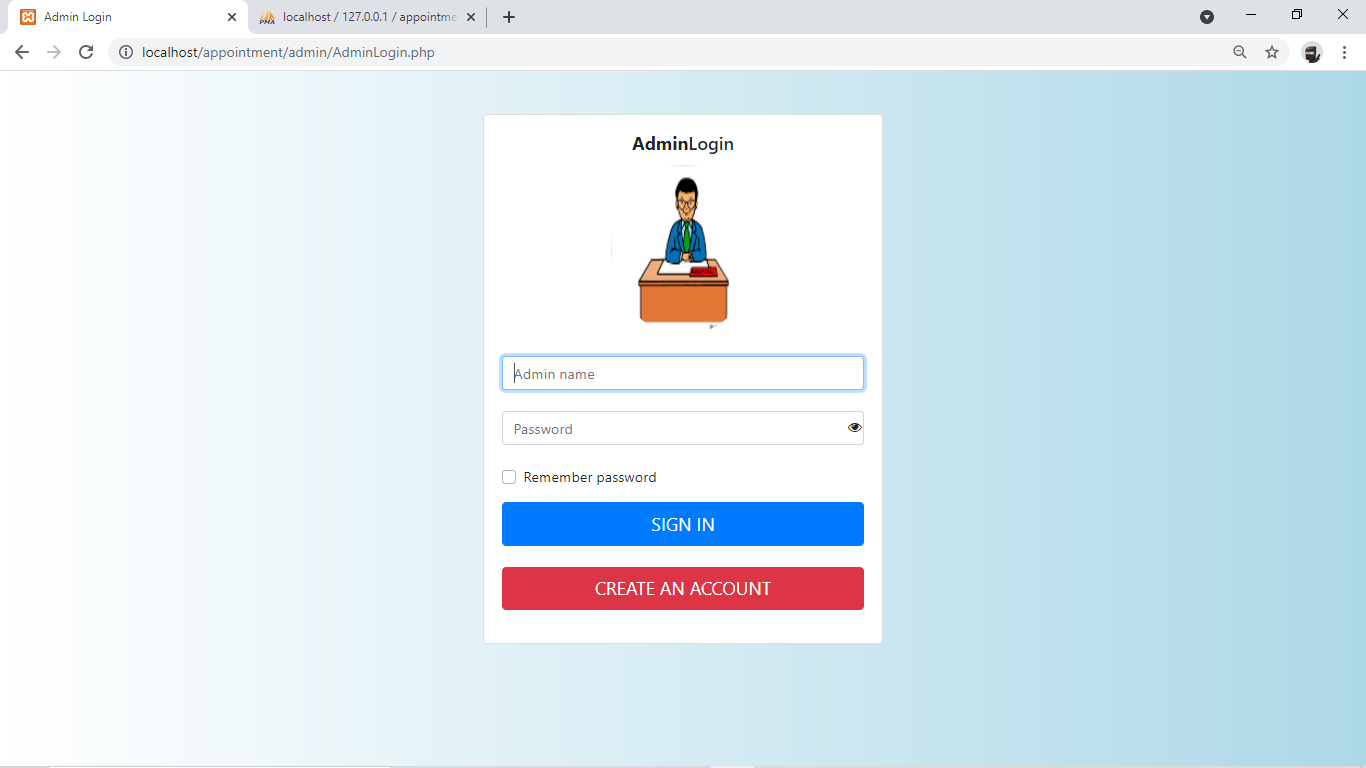 Admin Login
localhost / 127.0.0.1 / appointme
localhost/appointment/admin/AdminLogin.php
AdminLogin
Admin name
Password
Remember password
SIGN IN
CREATE AN ACCOUNT